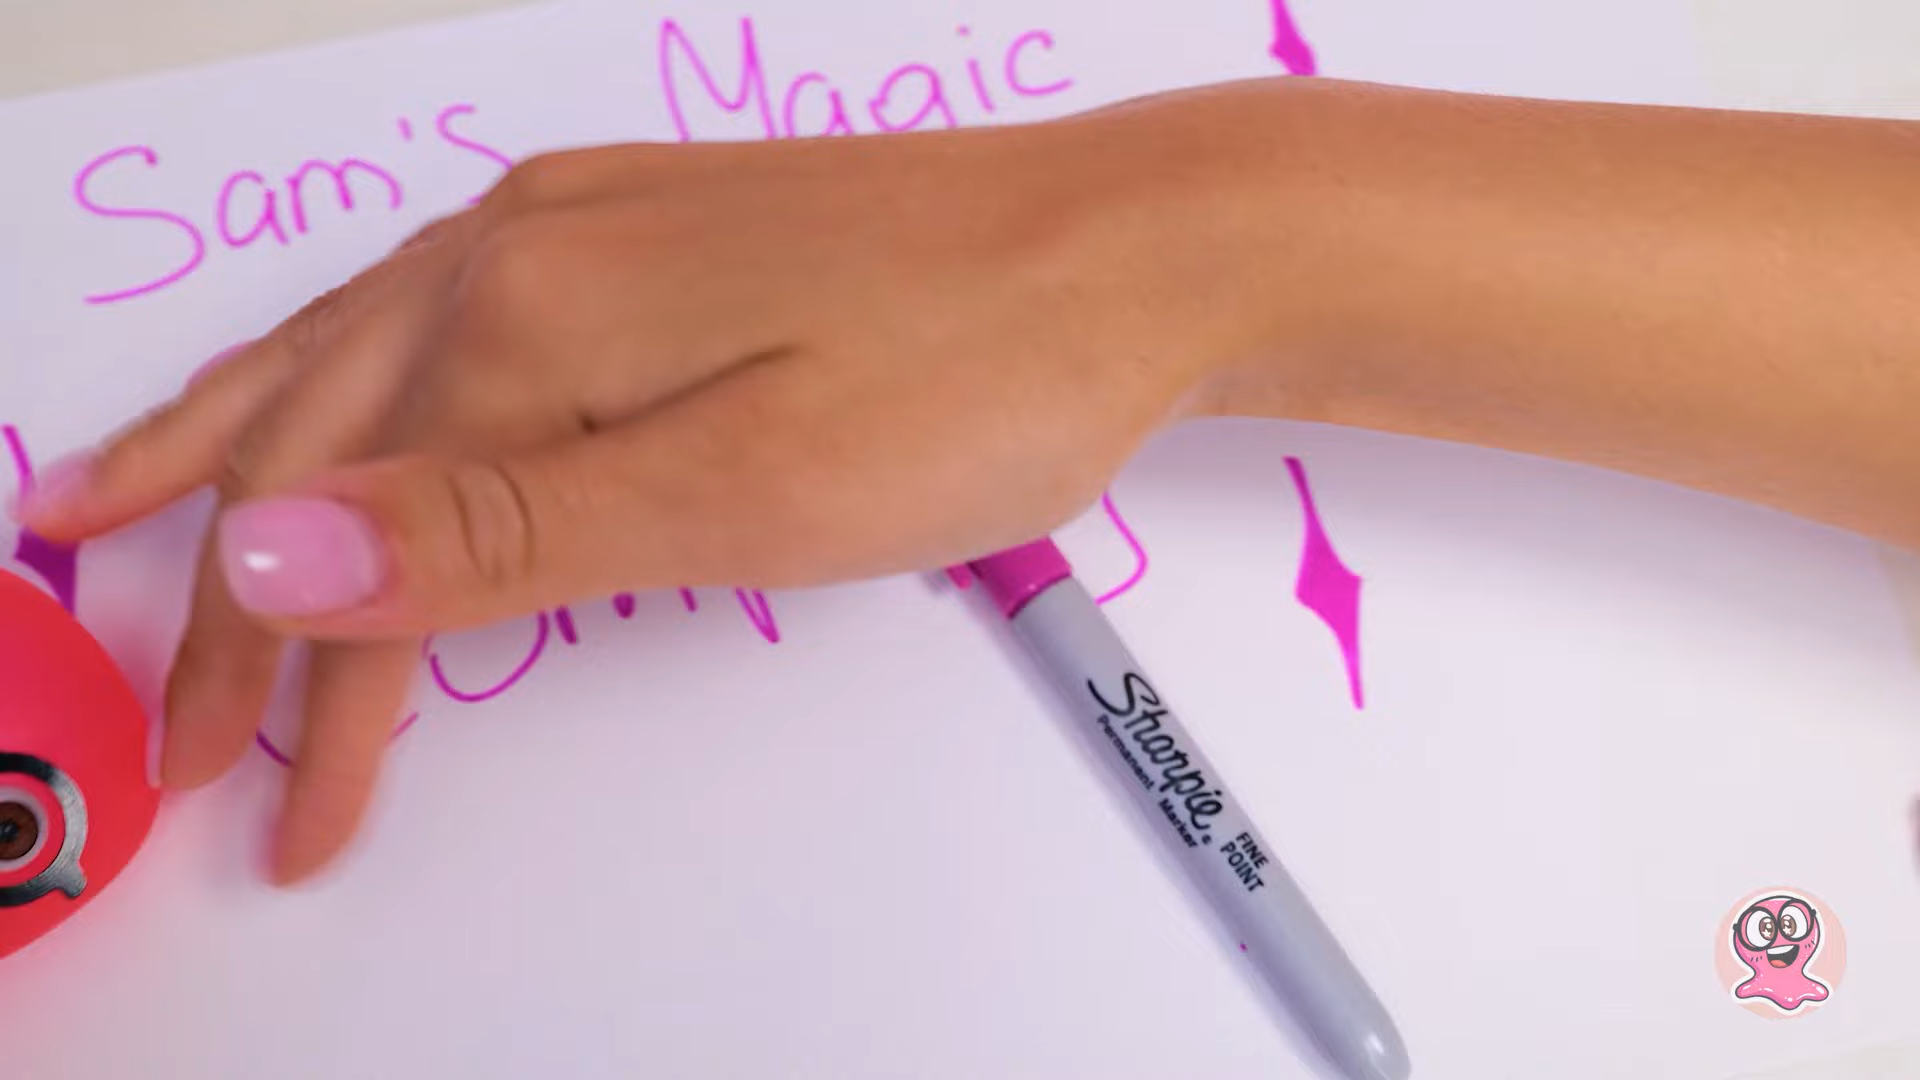 Sam's Magic
Sharpie®
Permanent Marker
FINE
POINT